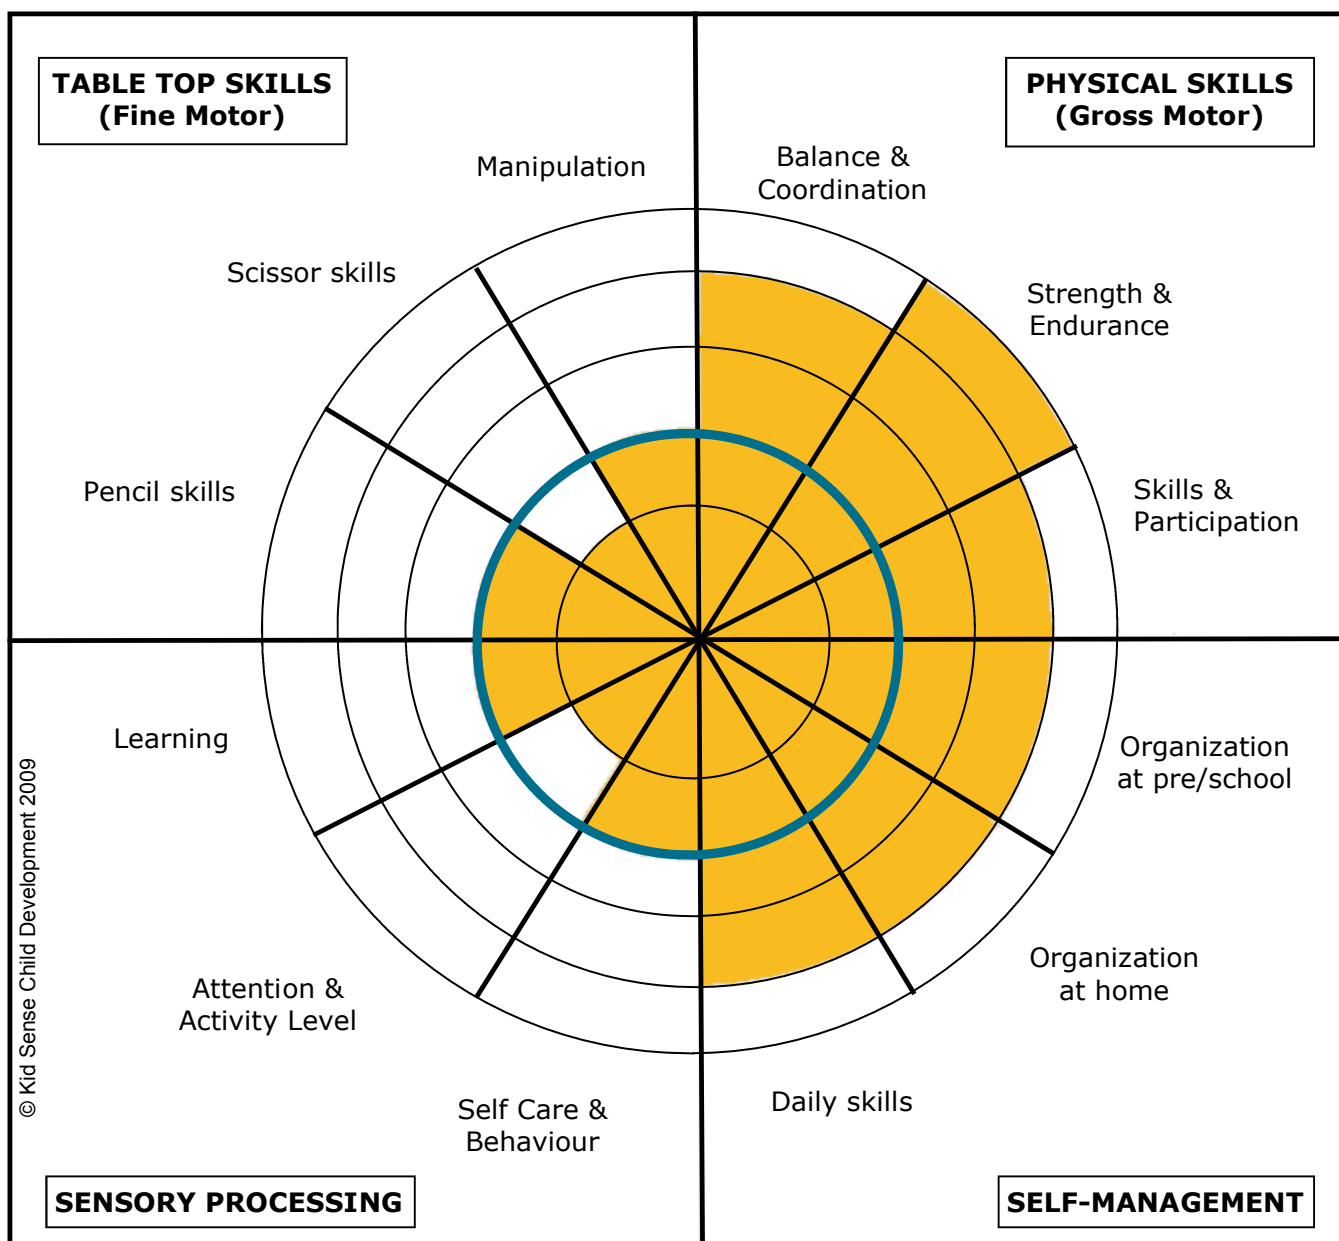 TABLE TOP SKILLS
(Fine Motor)
PHYSICAL SKILLS
(Gross Motor)
Manipulation
Balance &
Coordination
Scissor skills
Strength &
Endurance
Pencil skills
Skills &
Participation
Learning
Organization
at pre/school
Attention &
Activity Level
Organization
at home
Self Care &
Behaviour
Daily skills
© Kid Sense Child Development 2009
SENSORY PROCESSING
SELF-MANAGEMENT